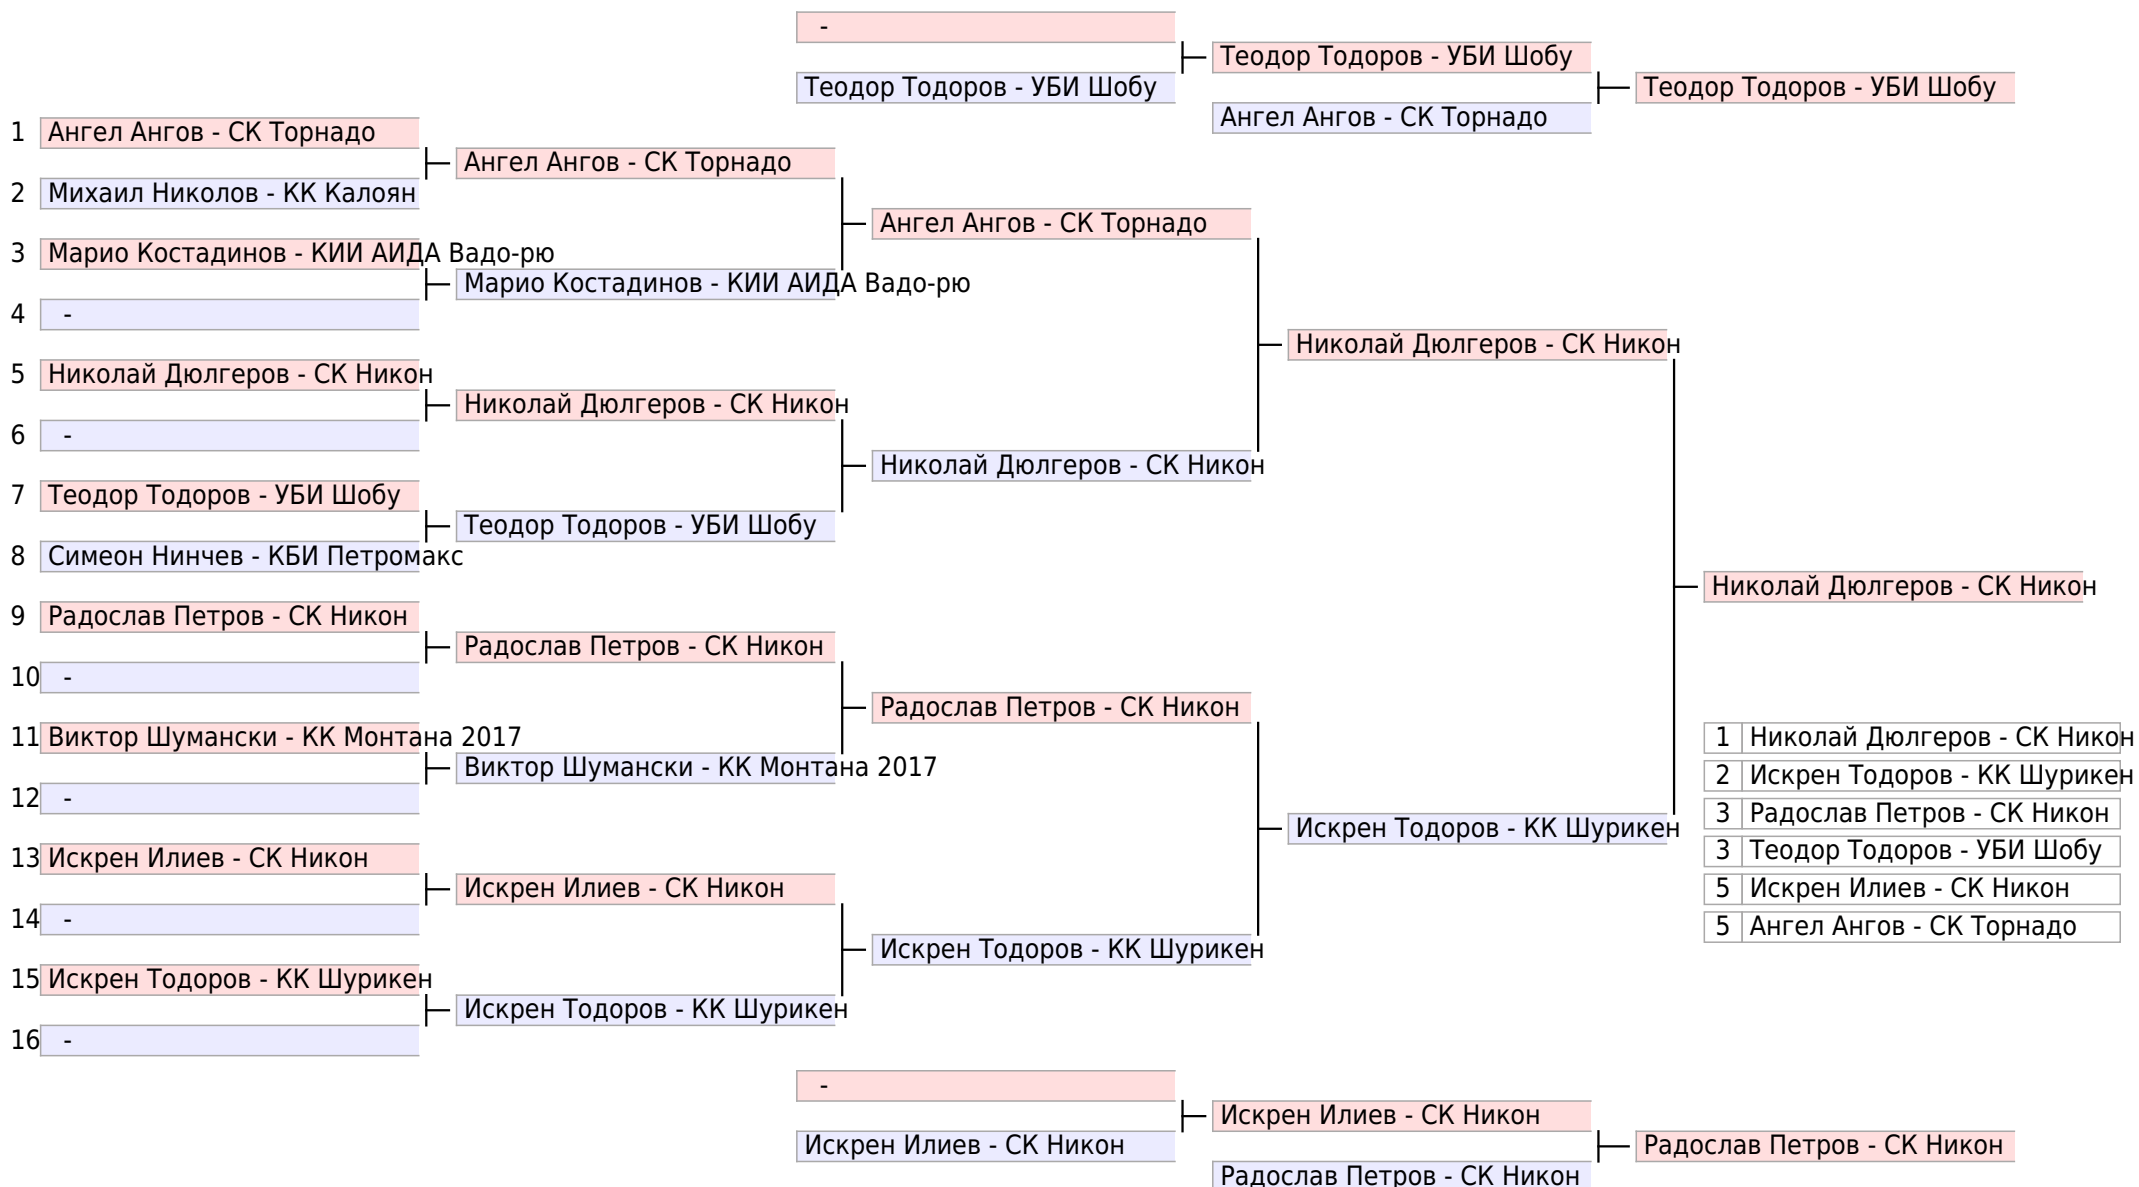 -
Теодор Тодоров - УБИ Шобу
Теодор Тодоров - УБИ Шобу
Теодор Тодоров - УБИ Шобу
Ангел Ангов - СК Торнадо
1 Ангел Ангов - СК Торнадо
Ангел Ангов - СК Торнадо
2 Михаил Николов - КК Калоян
Ангел Ангов - СК Торнадо
3 Марио Костадинов - КИИ АИДА Вадо-рю
Марио Костадинов - КИИ АИДА Вадо-рю
4 -
Николай Дюлгеров - СК Никон
5 Николай Дюлгеров - СК Никон
Николай Дюлгеров - СК Никон
6 -
Николай Дюлгеров - СК Никон
7 Теодор Тодоров - УБИ Шобу
Теодор Тодоров - УБИ Шобу
8 Симеон Нинчев - КБИ Петромакс
Николай Дюлгеров - СК Никон
9 Радослав Петров - СК Никон
Радослав Петров - СК Никон
10 -
Радослав Петров - СК Никон
11 Виктор Шумански - КК Монтана 2017
Виктор Шумански - КК Монтана 2017
12 -
Искрен Тодоров - КК Шурикен
13 Искрен Илиев - СК Никон
Искрен Илиев - СК Никон
14 -
Искрен Тодоров - КК Шурикен
15 Искрен Тодоров - КК Шурикен
Искрен Тодоров - КК Шурикен
16 -
1 Николай Дюлгеров - СК Никон
2 Искрен Тодоров - КК Шурикен
3 Радослав Петров - СК Никон
3 Теодор Тодоров - УБИ Шобу
5 Искрен Илиев - СК Никон
5 Ангел Ангов - СК Торнадо
-
Искрен Илиев - СК Никон
Искрен Илиев - СК Никон
Радослав Петров - СК Никон
Радослав Петров - СК Никон